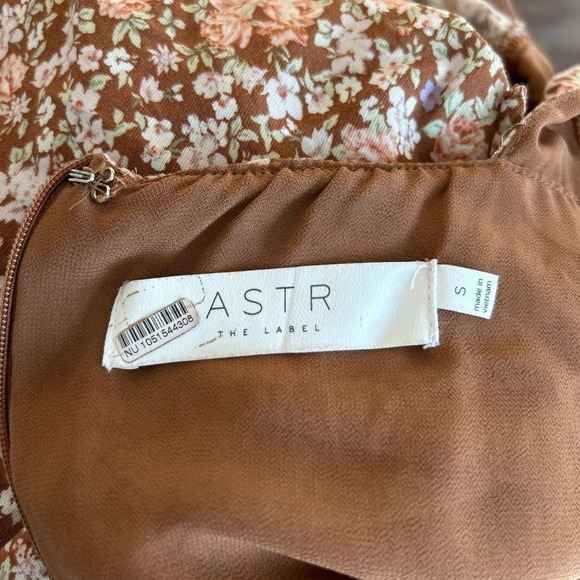 ASTR
THE LABEL
NU 1051544308
S
made in
vietnam